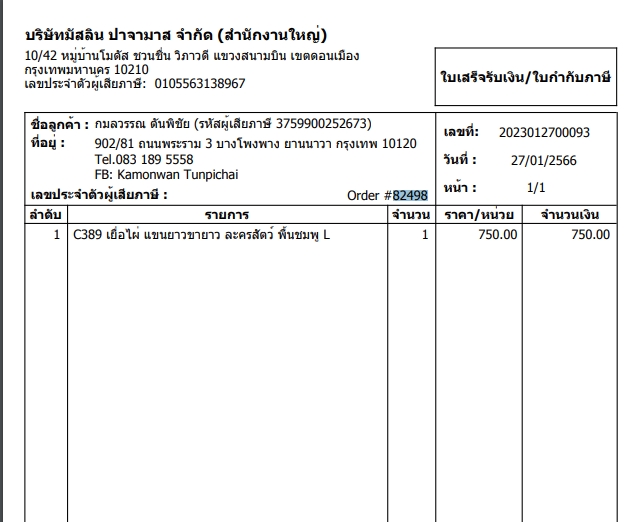 บริษัทมัสลิน ปาจามาส จำกัด (สำนักงานใหญ่)
10/42 หมู่บ้านโมดัส ชวนชื่น วิภาวดี แขวงสนามบิน เขตดอนเมือง
กรุงเทพมหานคร 10210
เลขประจำตัวผู้เสียภาษี: 0105563138967
ใบเสร็จรับเงิน/ใบกำกับภาษี
ชื่อลูกค้า : กมลวรรณ ตันพิชัย (รหัสผู้เสียภาษี 3759900252673)
ที่อยู่ : 902/81 ถนนพระราม 3 บางโพงพาง ยานนาวา กรุงเทพ 10120
Tel.083 189 5558
FB: Kamonwan Tunpichai
เลขประจำตัวผู้เสียภาษี : Order #82498
เลขที่: 2023012700093
วันที่ : 27/01/2566
หน้า : 1/1
ลำดับ รายการ จำนวน ราคา/หน่วย จำนวนเงิน
1 C389 เยื่อไผ่ แขนยาวขายาว ละครสัตว์ พื้นชมพู L 1 750.00 750.00